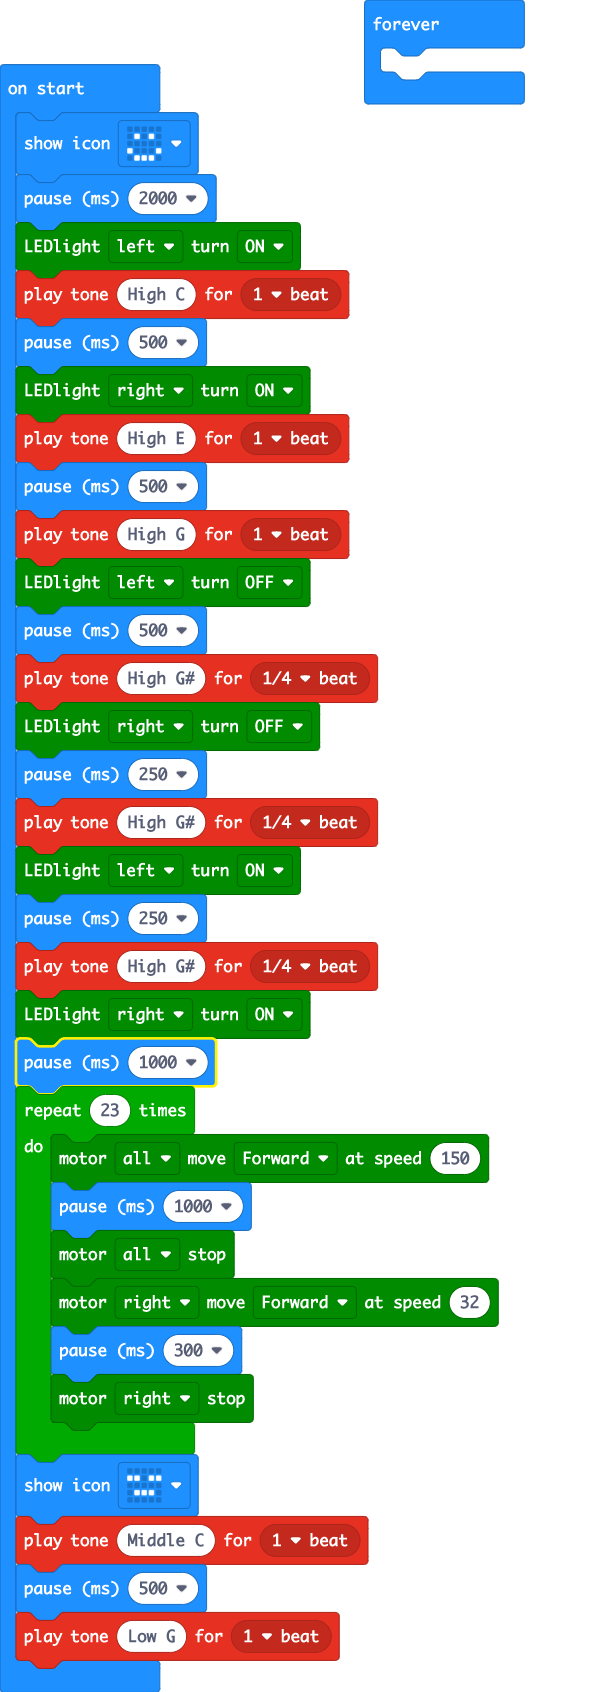 forever
on start
show icon
pause (ms) 2000
LEDlight left turn ON
play tone High C for 1 beat
pause (ms) 500
LEDlight right turn ON
play tone High E for 1 beat
pause (ms) 500
play tone High G for 1 beat
LEDlight left turn OFF
pause (ms) 500
play tone High G# for 1/4 beat
LEDlight right turn OFF
pause (ms) 250
play tone High G# for 1/4 beat
LEDlight left turn ON
pause (ms) 250
play tone High G# for 1/4 beat
LEDlight right turn ON
pause (ms) 1000
repeat 23 times
do
motor all move Forward at speed 150
pause (ms) 1000
motor all stop
motor right move Forward at speed 32
pause (ms) 300
motor right stop
show icon
play tone Middle C for 1 beat
pause (ms) 500
play tone Low G for 1 beat